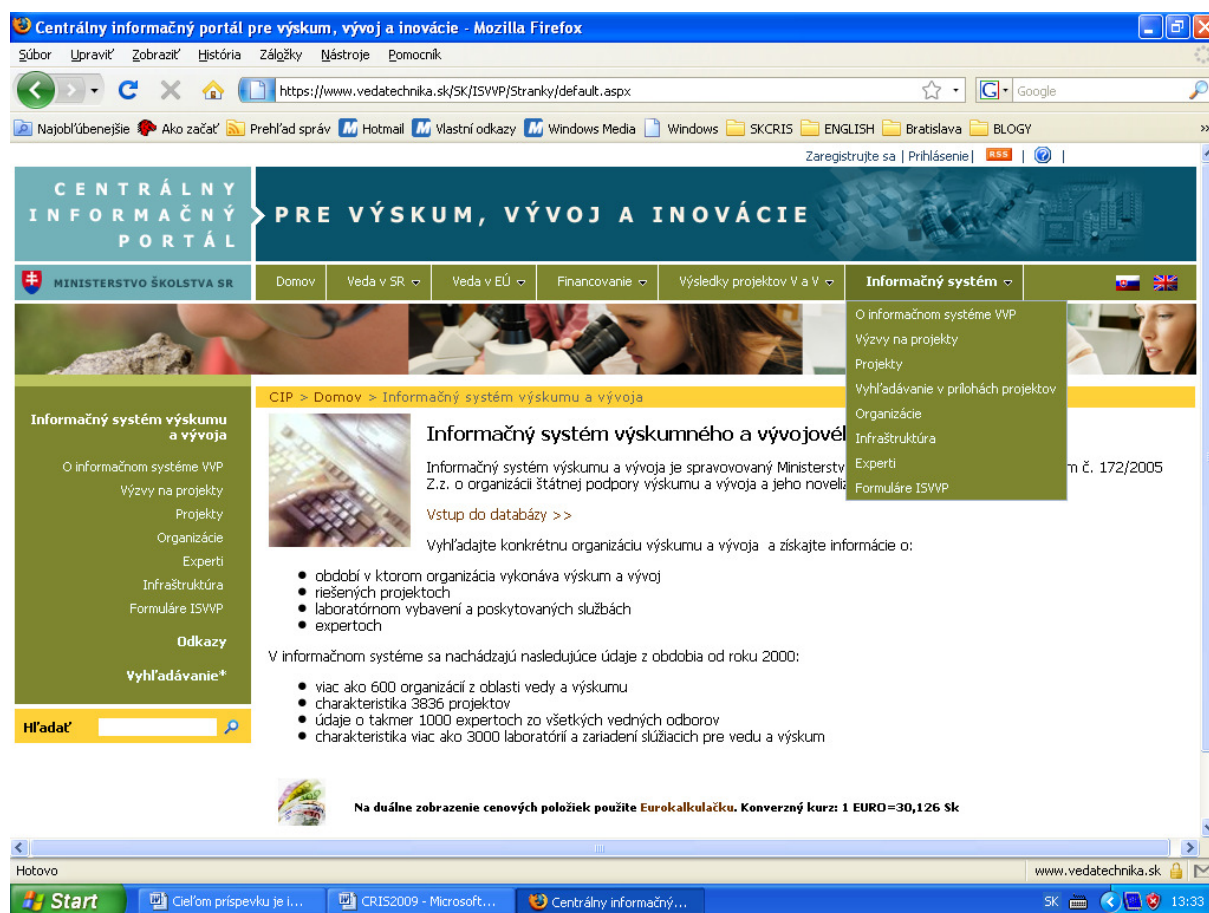 Centrálny informačný portál pre výskum, vývoj a inovácie - Mozilla Firefox
Súbor Upraviť Zobraziť História Záložky Nástroje Pomocník
https://www.vedatechnika.sk/SK/ISVVP/Stranky/default.aspx Google
Najobľúbenejšie Ako začať Prehľad správ Hotmail Vlastní odkazy Windows Media Windows SKCRIS ENGLISH Bratislava BLOGY »
Zaregistrujte sa | Prihlásenie | RSS | |
CENTRÁLNY
INFORMAČNÝ
PORTÁL
PRE VÝSKUM, VÝVOJ A INOVÁCIE
MINISTERSTVO ŠKOLSTVA SR
Domov Veda v SR Veda v EÚ Financovanie Výsledky projektov V a V Informačný systém
O informačnom systéme VVP
Výzvy na projekty
Projekty
Vyhľadávanie v prílohách projektov
Organizácie
Infraštruktúra
Experti
Formuláre ISVVP
CIP > Domov > Informačný systém výskumu a vývoja
Informačný systém výskumu
a vývoja
O informačnom systéme VVP
Výzvy na projekty
Projekty
Organizácie
Experti
Infraštruktúra
Formuláre ISVVP
Odkazy
Vyhľadávanie*
Hľadať
Informačný systém výskumného a vývojové
Informačný systém výskumu a vývoja je spravovovaný Ministerstv m č. 172/2005
Z.z. o organizácii štátnej podpory výskumu a vývoja a jeho noveliz
Vstup do databázy >>
Vyhľadajte konkrétnu organizáciu výskumu a vývoja a získajte informácie o:
• období v ktorom organizácia vykonáva výskum a vývoj
• riešených projektoch
• laboratórnom vybavení a poskytovaných službách
• expertoch
V informačnom systéme sa nachádzajú nasledujúce údaje z obdobia od roku 2000:
• viac ako 600 organizácií z oblasti vedy a výskumu
• charakteristika 3836 projektov
• údaje o takmer 1000 expertoch zo všetkých vedných odborov
• charakteristika viac ako 3000 laboratórií a zariadení slúžiacich pre vedu a výskum
Na duálne zobrazenie cenových položiek použite Eurokalkulačku. Konverzný kurz: 1 EURO=30,126 Sk
Hotovo www.vedatechnika.sk
Start Cieľom príspevku je i... CRIS2009 - Microsoft... Centrálny informačný... SK 13:33